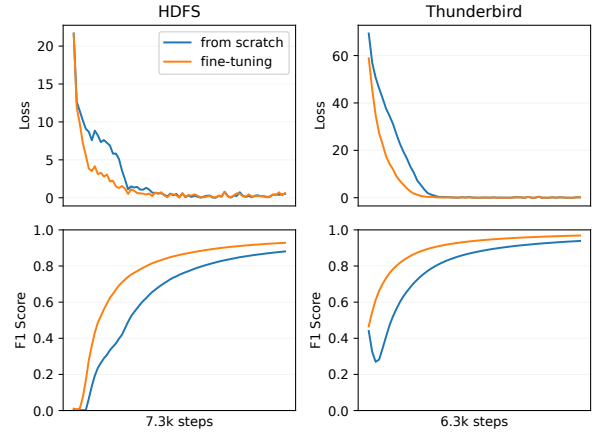 HDFS
Thunderbird
Loss
20
15
10
5
0
from scratch
fine-tuning
Loss
60
40
20
0
F1 Score
1.0
0.8
0.6
0.4
0.2
0.0
7.3k steps
F1 Score
1.0
0.8
0.6
0.4
0.2
0.0
6.3k steps